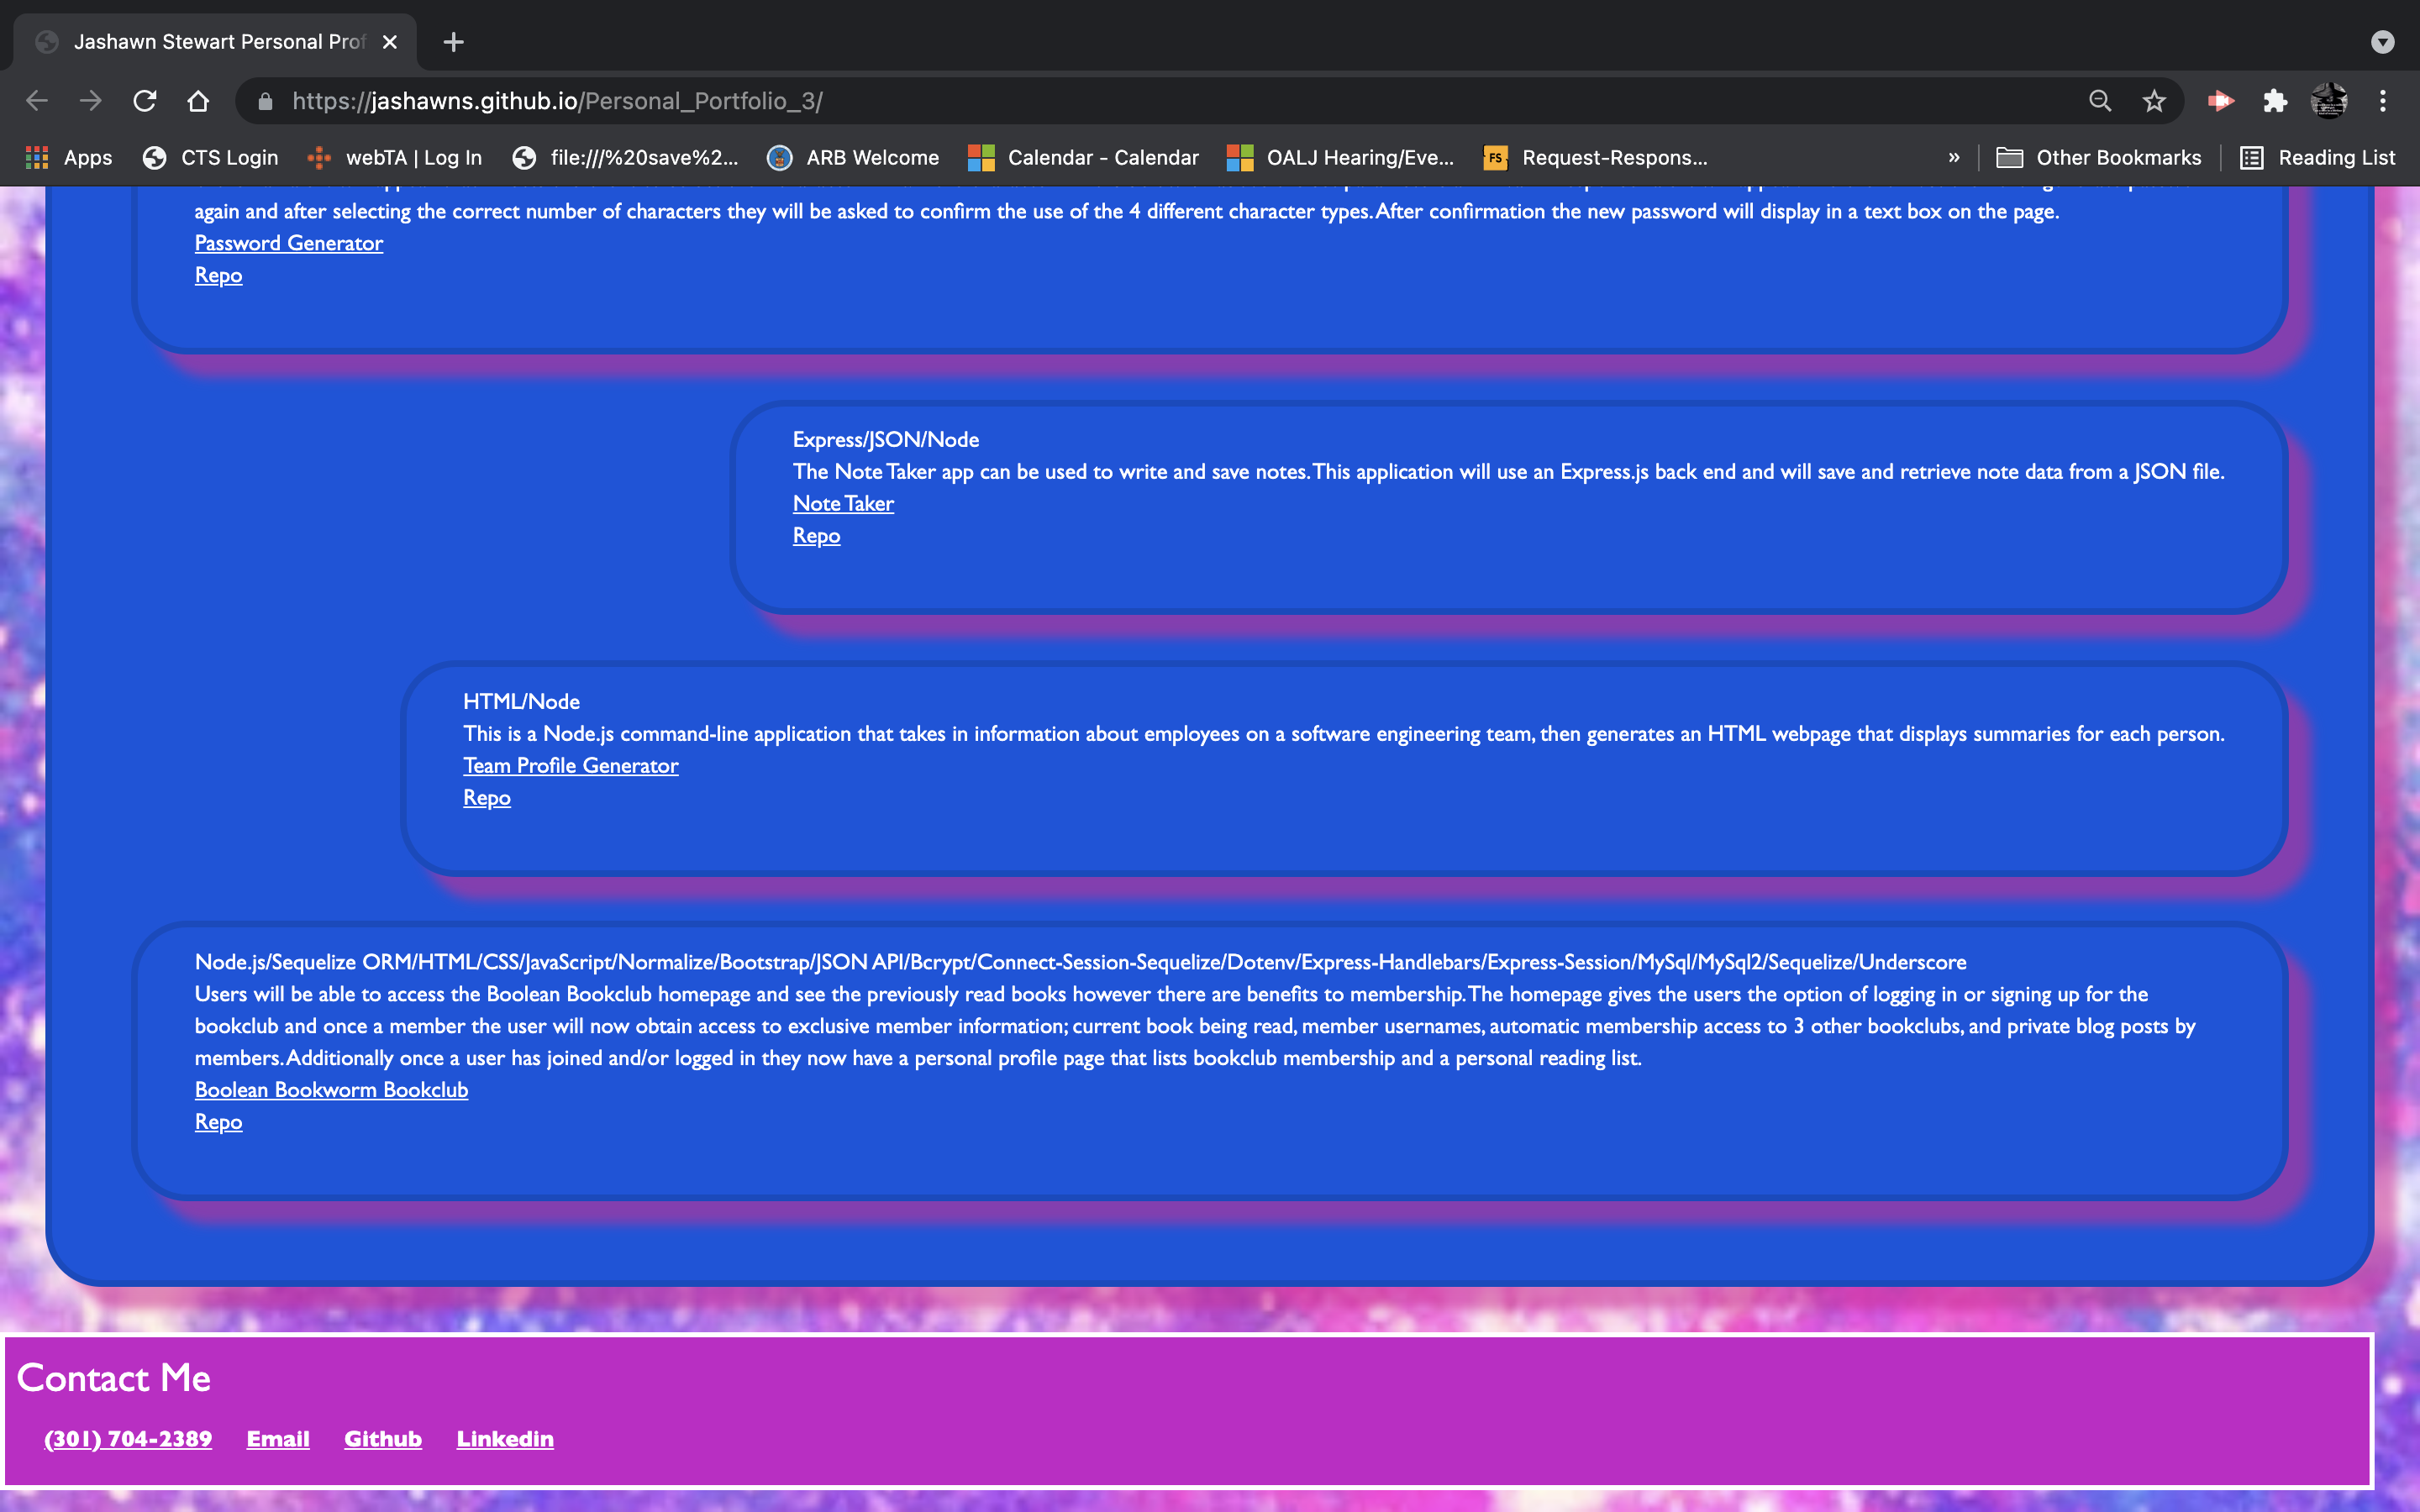 Jashawn Stewart Personal Prof
https://jashawns.github.io/Personal_Portfolio_3/
Apps CTS Login webTA | Log In file:///%20save%2... ARB Welcome Calendar - Calendar OALJ Hearing/Eve... FS Request-Respons... » Other Bookmarks Reading List
again and after selecting the correct number of characters they will be asked to confirm the use of the 4 different character types. After confirmation the new password will display in a text box on the page.
Password Generator
Repo
Express/JSON/Node
The Note Taker app can be used to write and save notes. This application will use an Express.js back end and will save and retrieve note data from a JSON file.
Note Taker
Repo
HTML/Node
This is a Node.js command-line application that takes in information about employees on a software engineering team, then generates an HTML webpage that displays summaries for each person.
Team Profile Generator
Repo
Node.js/Sequelize ORM/HTML/CSS/JavaScript/Normalize/Bootstrap/JSON API/Bcrypt/Connect-Session-Sequelize/Dotenv/Express-Handlebars/Express-Session/MySql/MySql2/Sequelize/Underscore
Users will be able to access the Boolean Bookclub homepage and see the previously read books however there are benefits to membership. The homepage gives the users the option of logging in or signing up for the
bookclub and once a member the user will now obtain access to exclusive member information; current book being read, member usernames, automatic membership access to 3 other bookclubs, and private blog posts by
members. Additionally once a user has joined and/or logged in they now have a personal profile page that lists bookclub membership and a personal reading list.
Boolean Bookworm Bookclub
Repo
Contact Me
(301) 704-2389 Email Github Linkedin